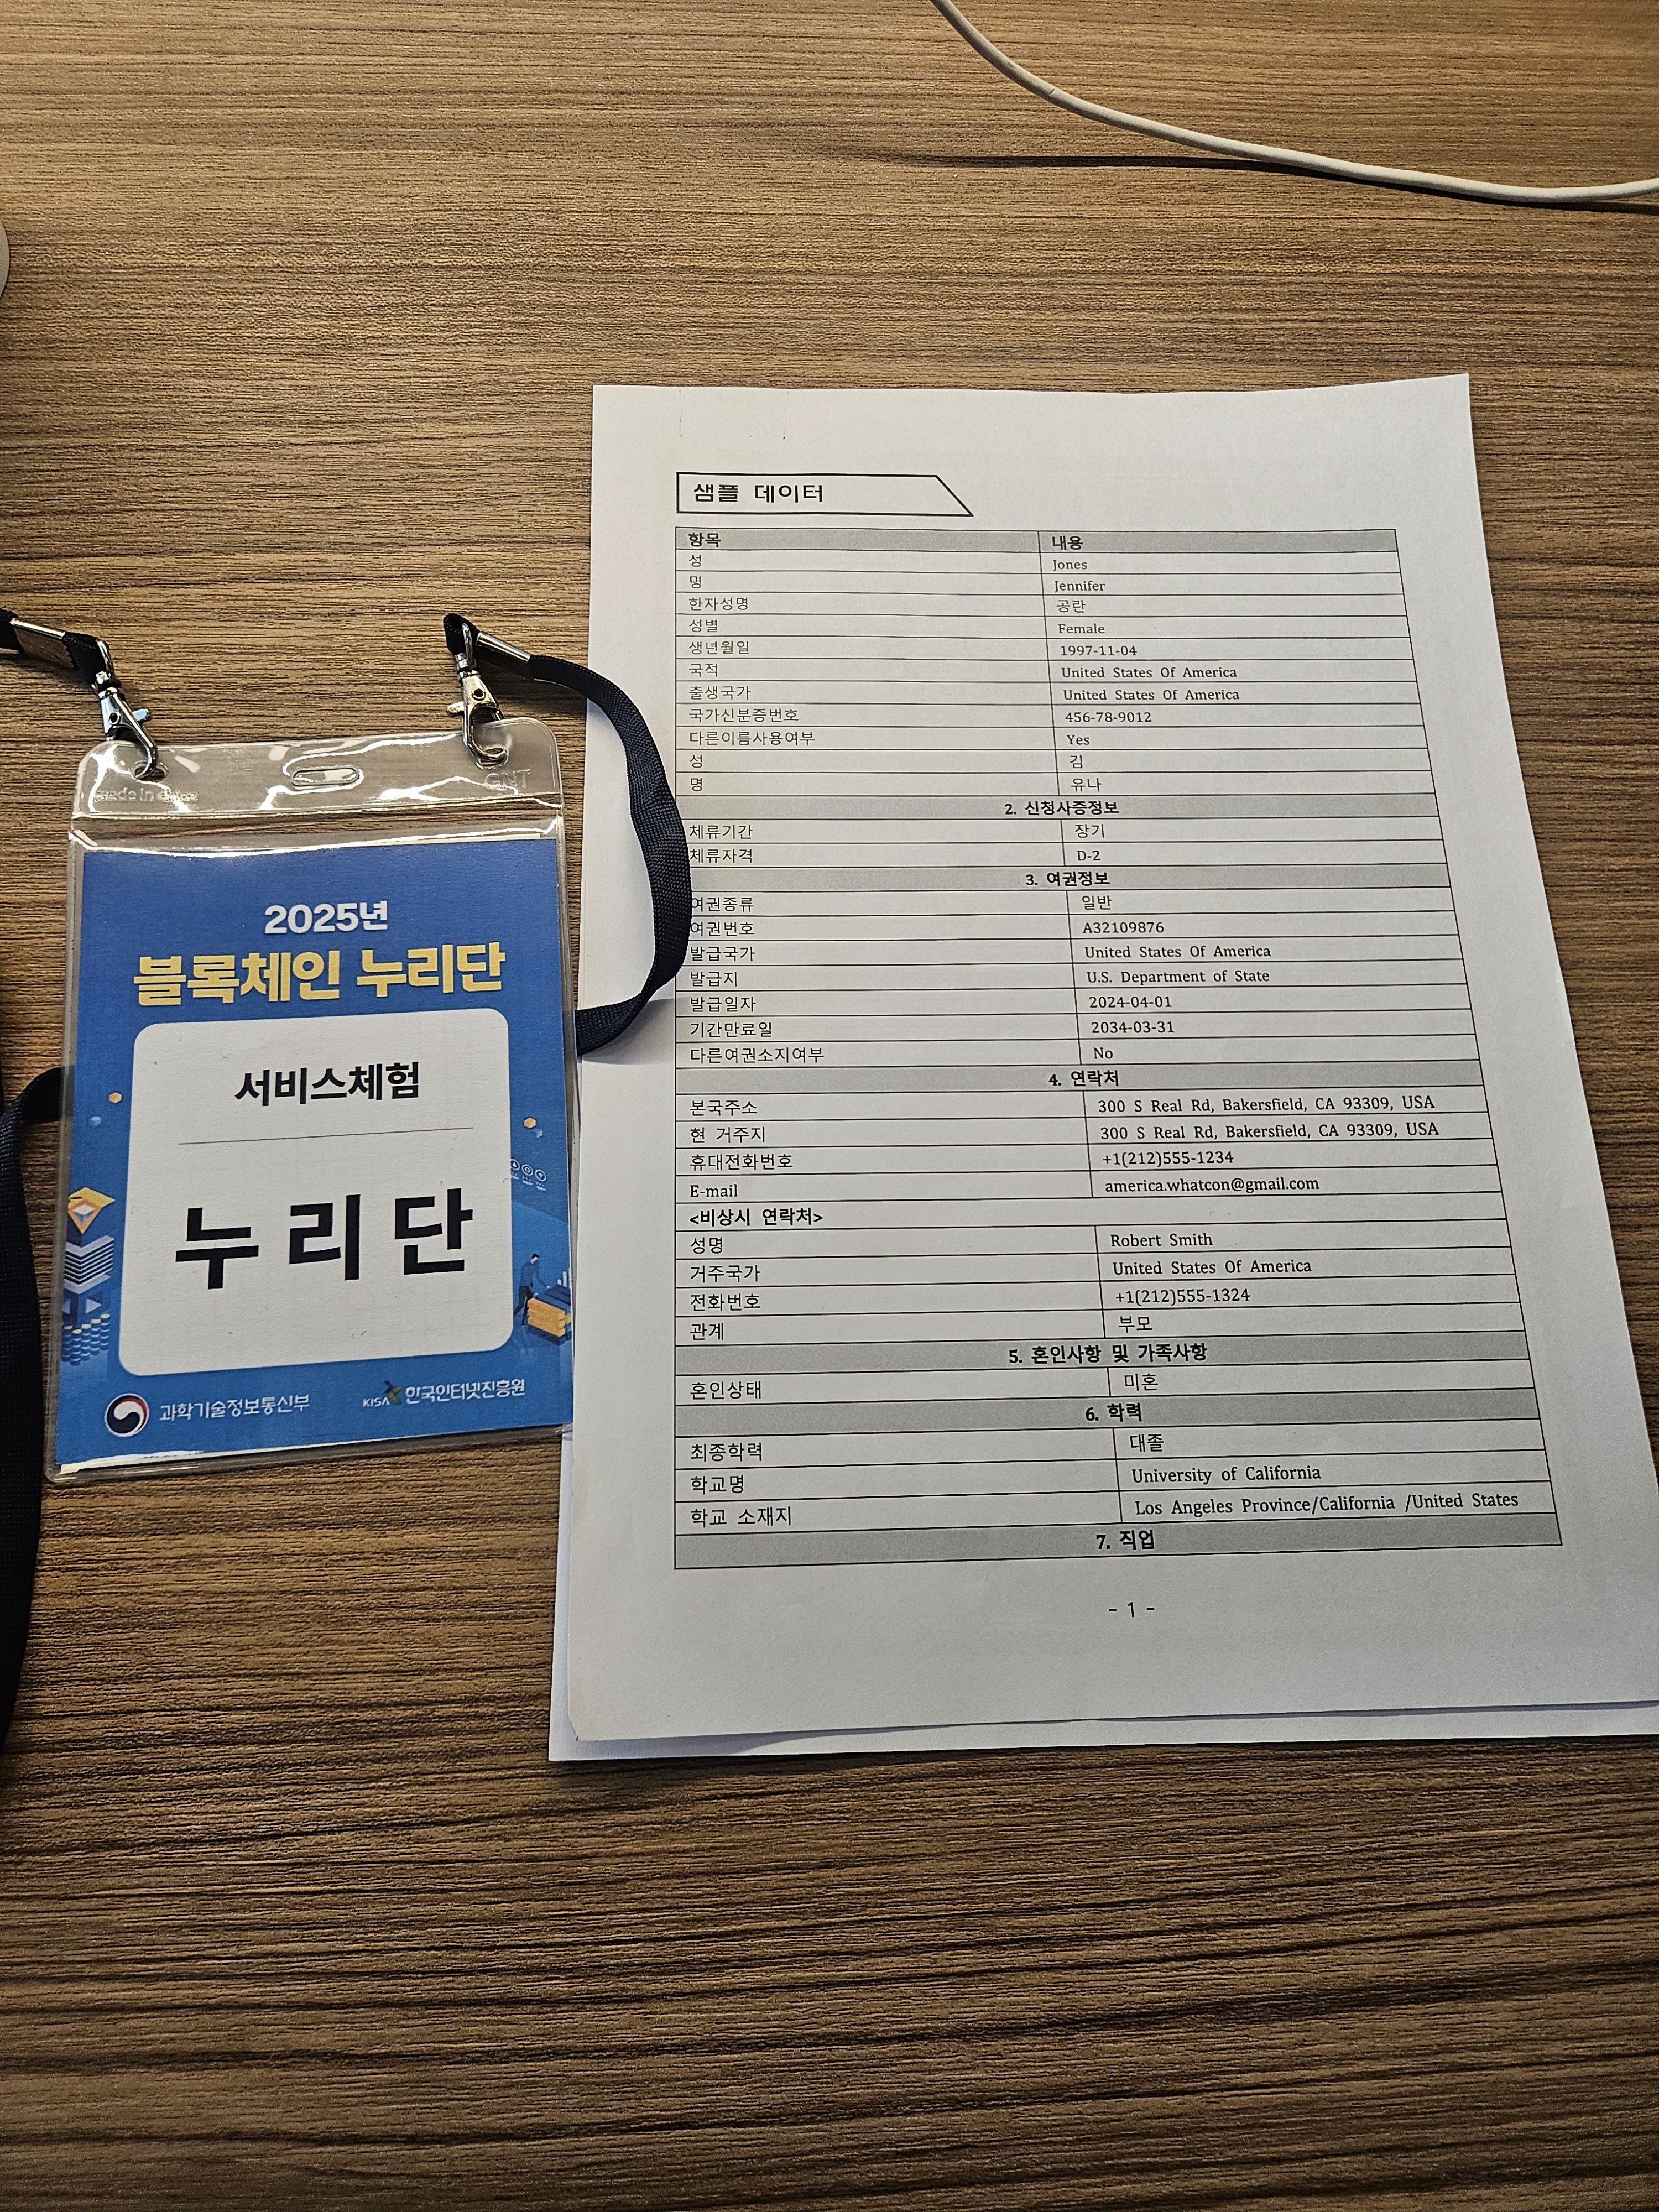 made in china
GNT
2025년
블록체인 누리단
서비스체험
누리단
과학기술정보통신부
KISA 한국인터넷진흥원
샘플 데이터
항목 내용
성 Jones
명 Jennifer
한자성명 공란
성별 Female
생년월일 1997-11-04
국적 United States Of America
출생국가 United States Of America
국가신분증번호 456-78-9012
다른이름사용여부 Yes
성 김
명 유나
2. 신청사증정보
체류기간 장기
체류자격 D-2
3. 여권정보
여권종류 일반
여권번호 A32109876
발급국가 United States Of America
발급지 U.S. Department of State
발급일자 2024-04-01
기간만료일 2034-03-31
다른여권소지여부 No
4. 연락처
본국주소 300 S Real Rd, Bakersfield, CA 93309, USA
현 거주지 300 S Real Rd, Bakersfield, CA 93309, USA
휴대전화번호 +1(212)555-1234
E-mail america.whatcon@gmail.com
<비상시 연락처>
성명 Robert Smith
거주국가 United States Of America
전화번호 +1(212)555-1324
관계 부모
5. 혼인사항 및 가족사항
혼인상태 미혼
6. 학력
최종학력 대졸
학교명 University of California
학교 소재지 Los Angeles Province/California /United States
7. 직업
- 1 -